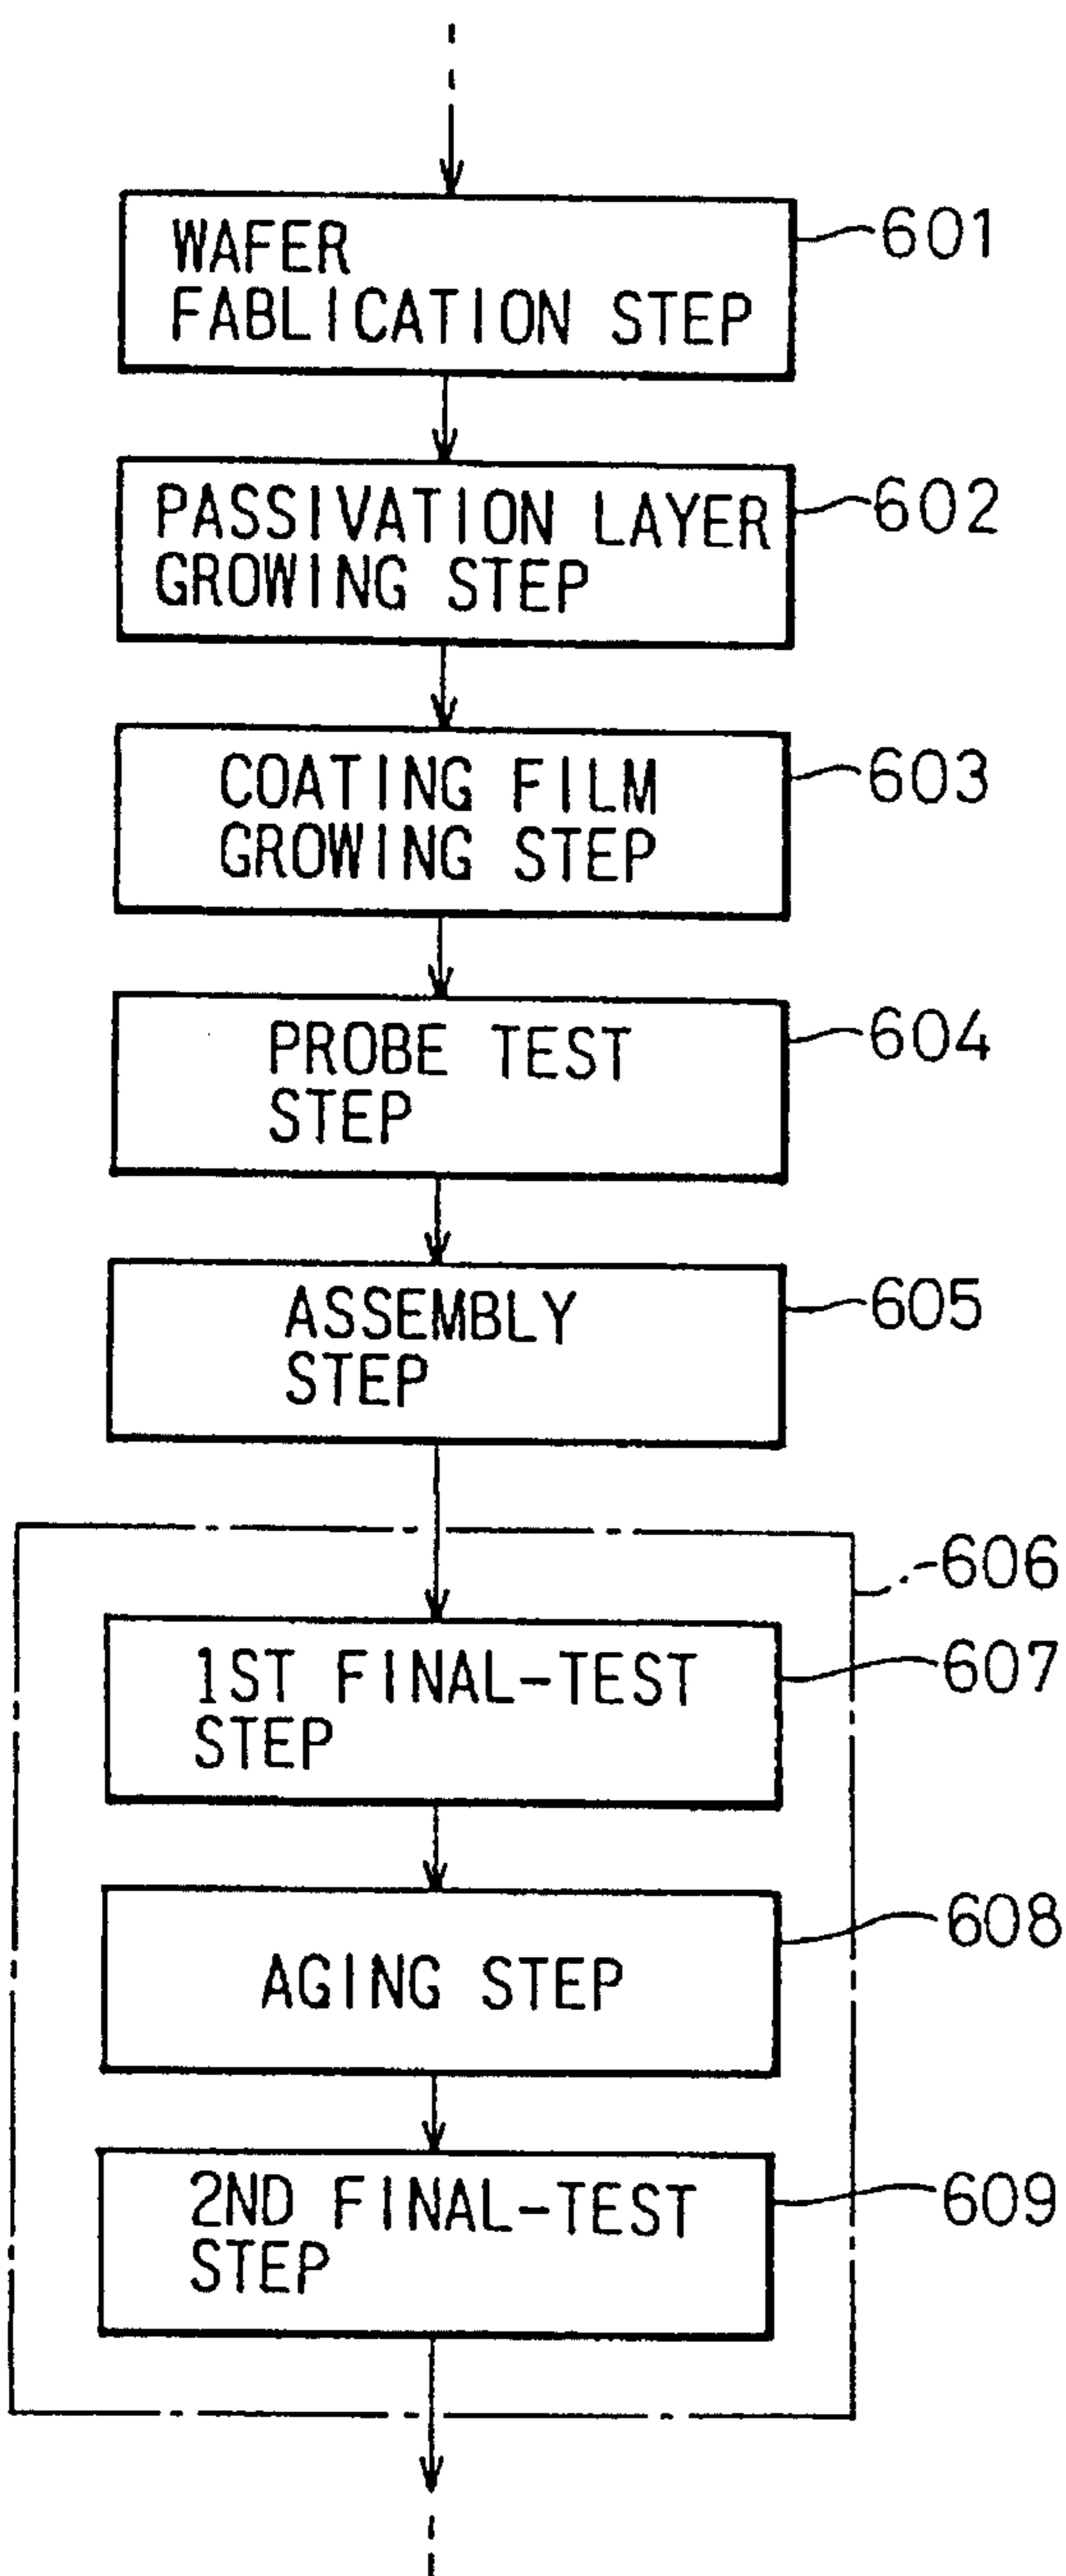 WAFER
FABLICATION STEP
601
PASSIVATION LAYER
GROWING STEP
602
COATING FILM
GROWING STEP
603
PROBE TEST
STEP
604
ASSEMBLY
STEP
605
606
1ST FINAL-TEST
STEP
607
AGING STEP
608
2ND FINAL-TEST
STEP
609